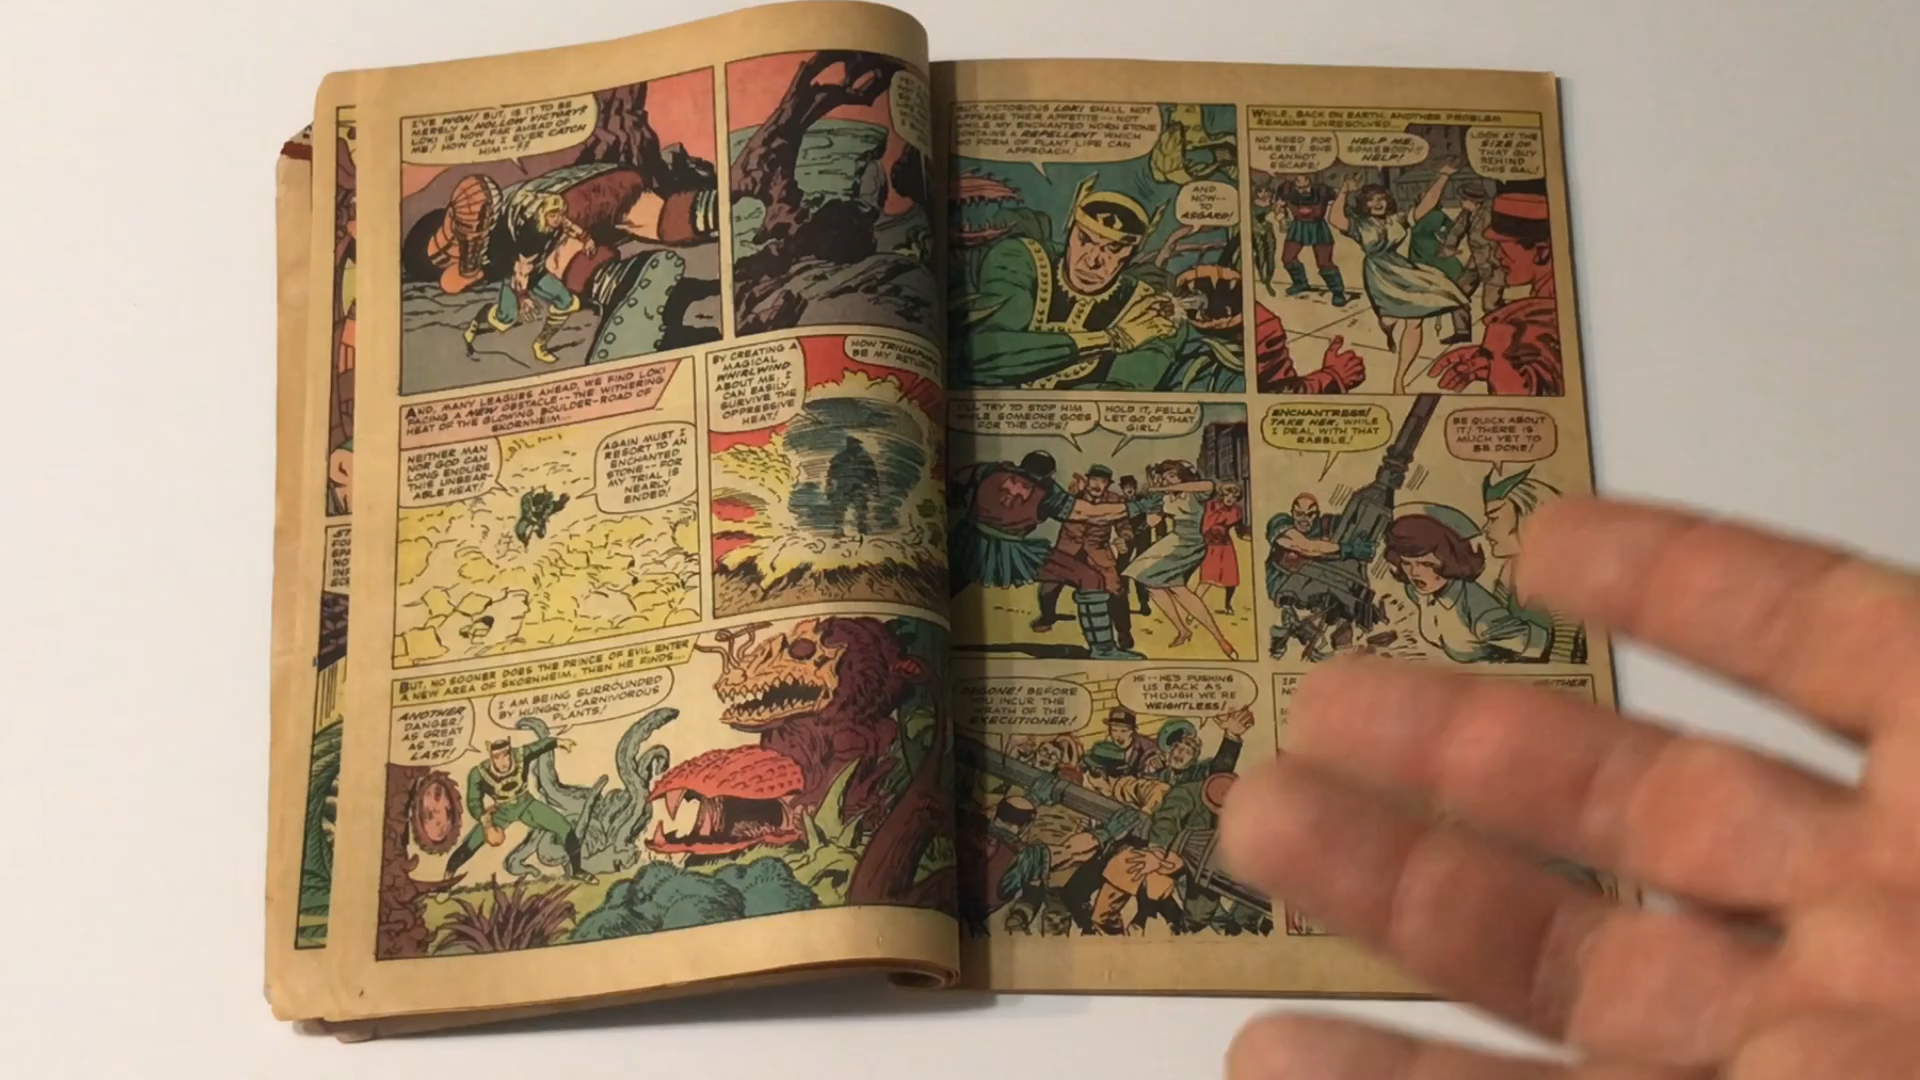 I'VE WON! BUT, IS IT TO BE
MERELY A HOLLOW VICTORY?
LOKI IS NOW FAR AHEAD OF
ME! HOW CAN I EVER CATCH
HIM--??
AND, MANY LEAGUES AHEAD, WE FIND LOKI
FACING A NEW OBSTACLE--THE WITHERING
HEAT OF THE GLOWING BOULDER-ROAD OF
SKORNHEIM...
NEITHER MAN
NOR GOD CAN
LONG ENDURE
THIS UNBEAR-
ABLE HEAT!
AGAIN MUST I
RESORT TO AN
ENCHANTED
STONE--FOR
MY TRIAL IS
NEARLY
ENDED!
BY CREATING A
MAGICAL
WHIRLWIND
ABOUT ME, I
CAN EASILY
SURVIVE THE
OPPRESSIVE
HEAT!
HOW
BE MY RETURN
BUT, NO SOONER DOES THE PRINCE OF EVIL ENTER
A NEW AREA OF SKORNHEIM, THEN HE FINDS...
ANOTHER
DANGER!
AS GREAT
AS THE
LAST!
I AM BEING SURROUNDED
BY HUNGRY, CARNIVOROUS
PLANTS!
BUT, VICTORIOUS LOKI SHALL NOT
APPEASE THEIR APPETITE--NOT
WHILE MY ENCHANTED NORN STONE
CONTAINS A REPELLENT WHICH
NO FORM OF PLANT LIFE CAN
APPROACH!
AND
NOW--
TO
ASGARD!
WHILE, BACK ON EARTH, ANOTHER PROBLEM
REMAINS UNRESOLVED...
NO NEED FOR
HASTE! SHE
CANNOT
ESCAPE!
HELP ME,
SOMEBODY!!
HELP!
LOOK AT THE
SIZE OF
THAT GUY
BEHIND
THIS GAL!
I'LL TRY TO STOP HIM
WHILE SOMEONE GOES
FOR THE COPS!
HOLD IT, FELLA!
LET GO OF THAT
GIRL!
ENCHANTRESS!
TAKE HER, WHILE
I DEAL WITH THAT
RABBLE!
BE QUICK ABOUT
IT! THERE IS
MUCH YET TO
BE DONE!
BEGONE! BEFORE
YOU INCUR THE
WRATH OF THE
EXECUTIONER!
HE--HE'S PUSHING
US BACK AS
THOUGH WE'RE
WEIGHTLESS!